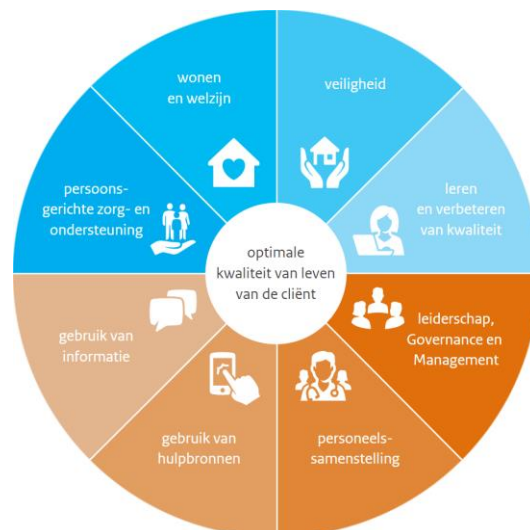 wonen
en welzijn
veiligheid
leren
en verbeteren
van kwaliteit
leiderschap,
Governance en
Management
personeels-
samenstelling
gebruik van
hulpbronnen
gebruik van
informatie
persoons-
gerichte zorg- en
ondersteuning
optimale
kwaliteit van leven
van de cliënt